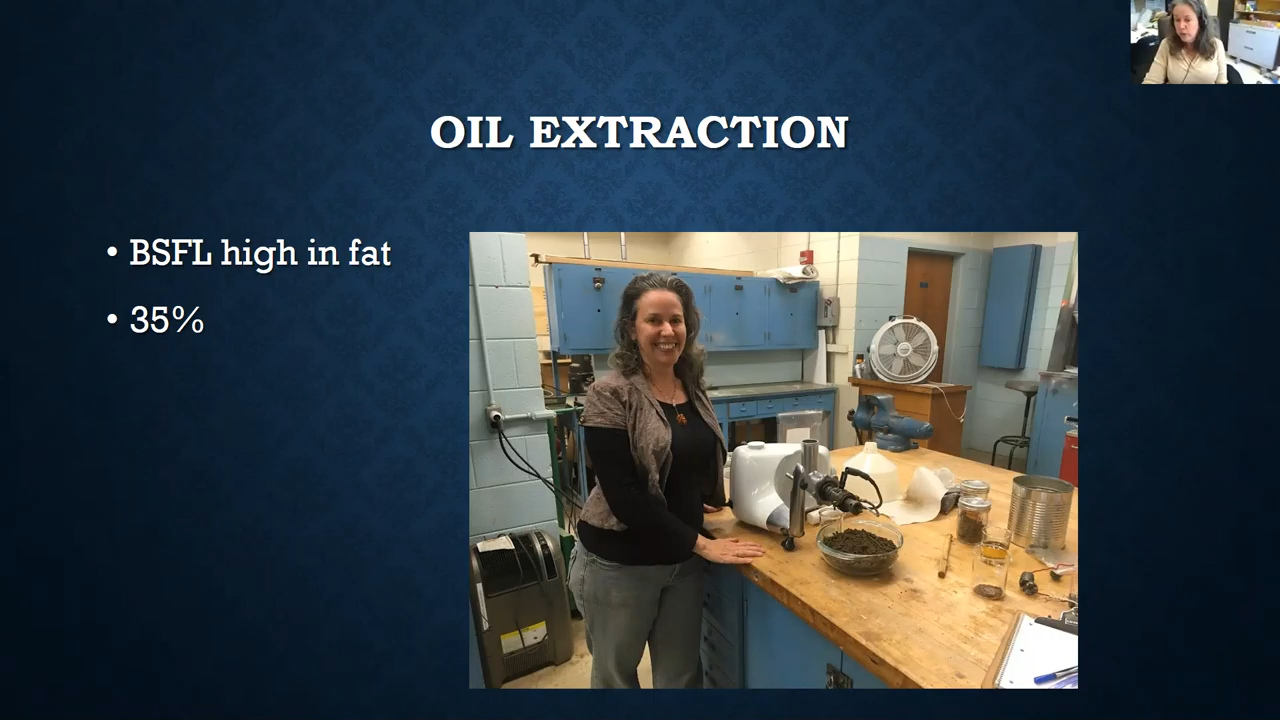 OIL EXTRACTION
• BSFL high in fat
• 35%